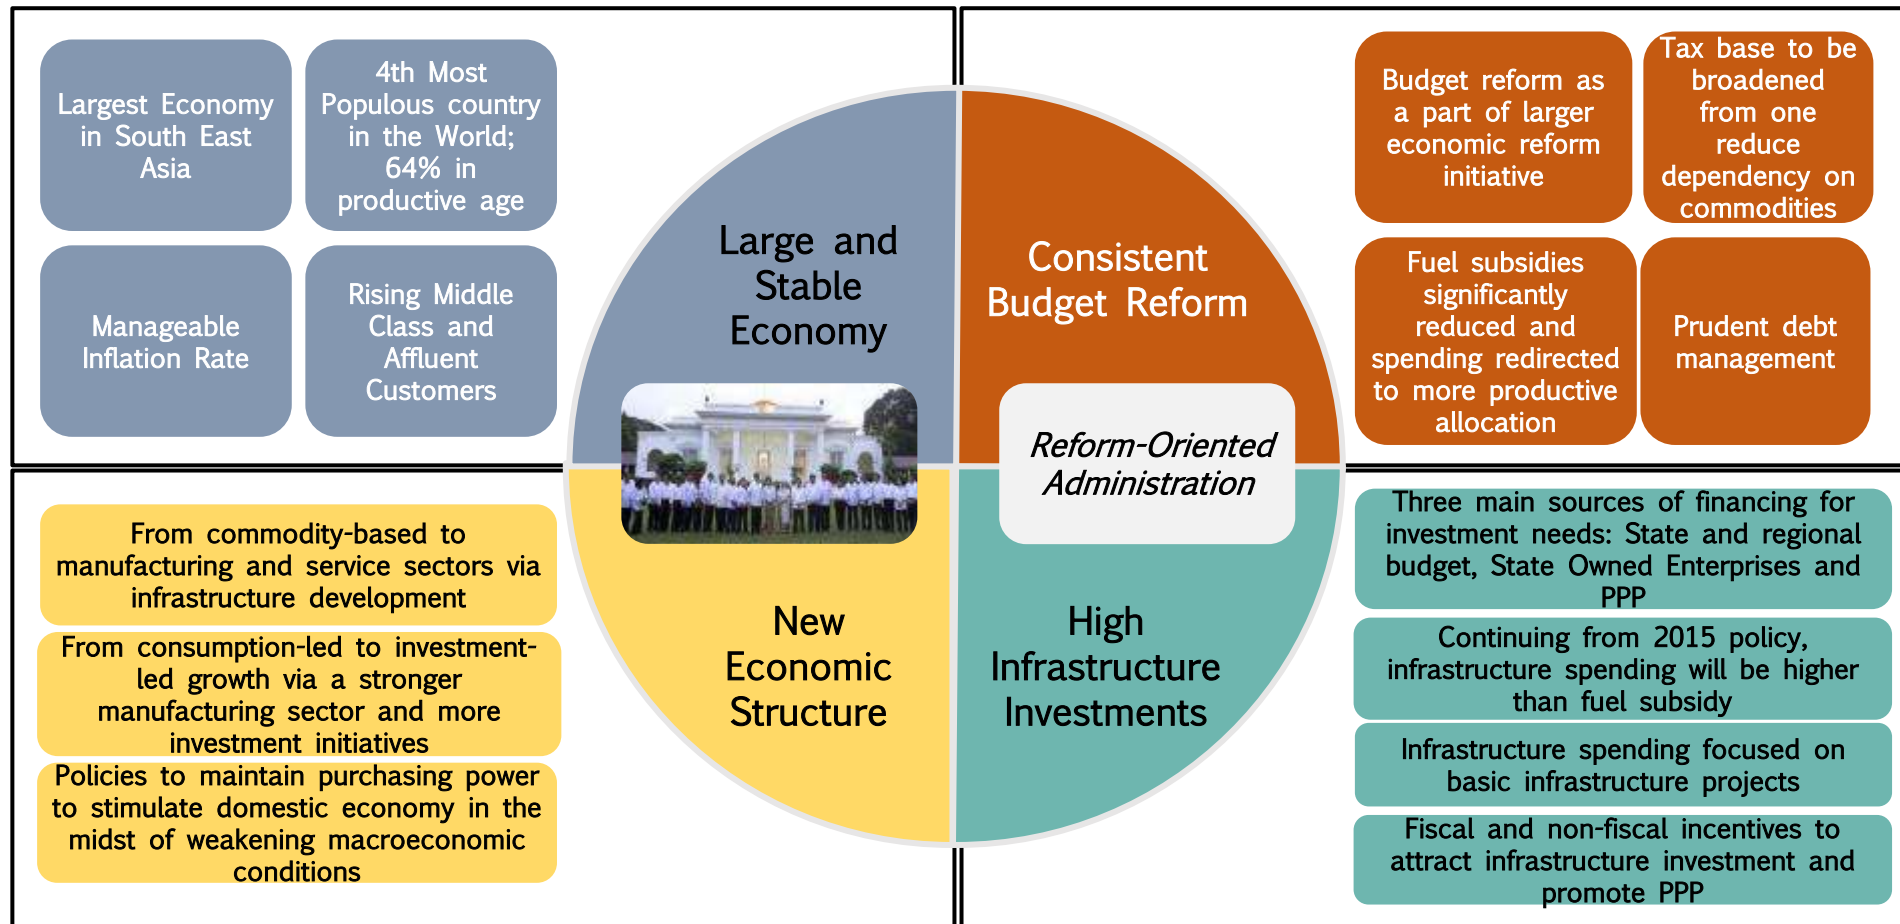 Largest Economy
in South East
Asia
4th Most
Populous country
in the World;
64% in
productive age
Manageable
Inflation Rate
Rising Middle
Class and
Affluent
Customers
Large and
Stable
Economy
Consistent
Budget Reform
Budget reform as
a part of larger
economic reform
initiative
Tax base to be
broadened
from one
reduce
dependency on
commodities
Fuel subsidies
significantly
reduced and
spending redirected
to more productive
allocation
Prudent debt
management
Reform-Oriented
Administration
From commodity-based to
manufacturing and service sectors via
infrastructure development
From consumption-led to investment-
led growth via a stronger
manufacturing sector and more
investment initiatives
Policies to maintain purchasing power
to stimulate domestic economy in the
midst of weakening macroeconomic
conditions
New
Economic
Structure
High
Infrastructure
Investments
Three main sources of financing for
investment needs: State and regional
budget, State Owned Enterprises and
PPP
Continuing from 2015 policy,
infrastructure spending will be higher
than fuel subsidy
Infrastructure spending focused on
basic infrastructure projects
Fiscal and non-fiscal incentives to
attract infrastructure investment and
promote PPP